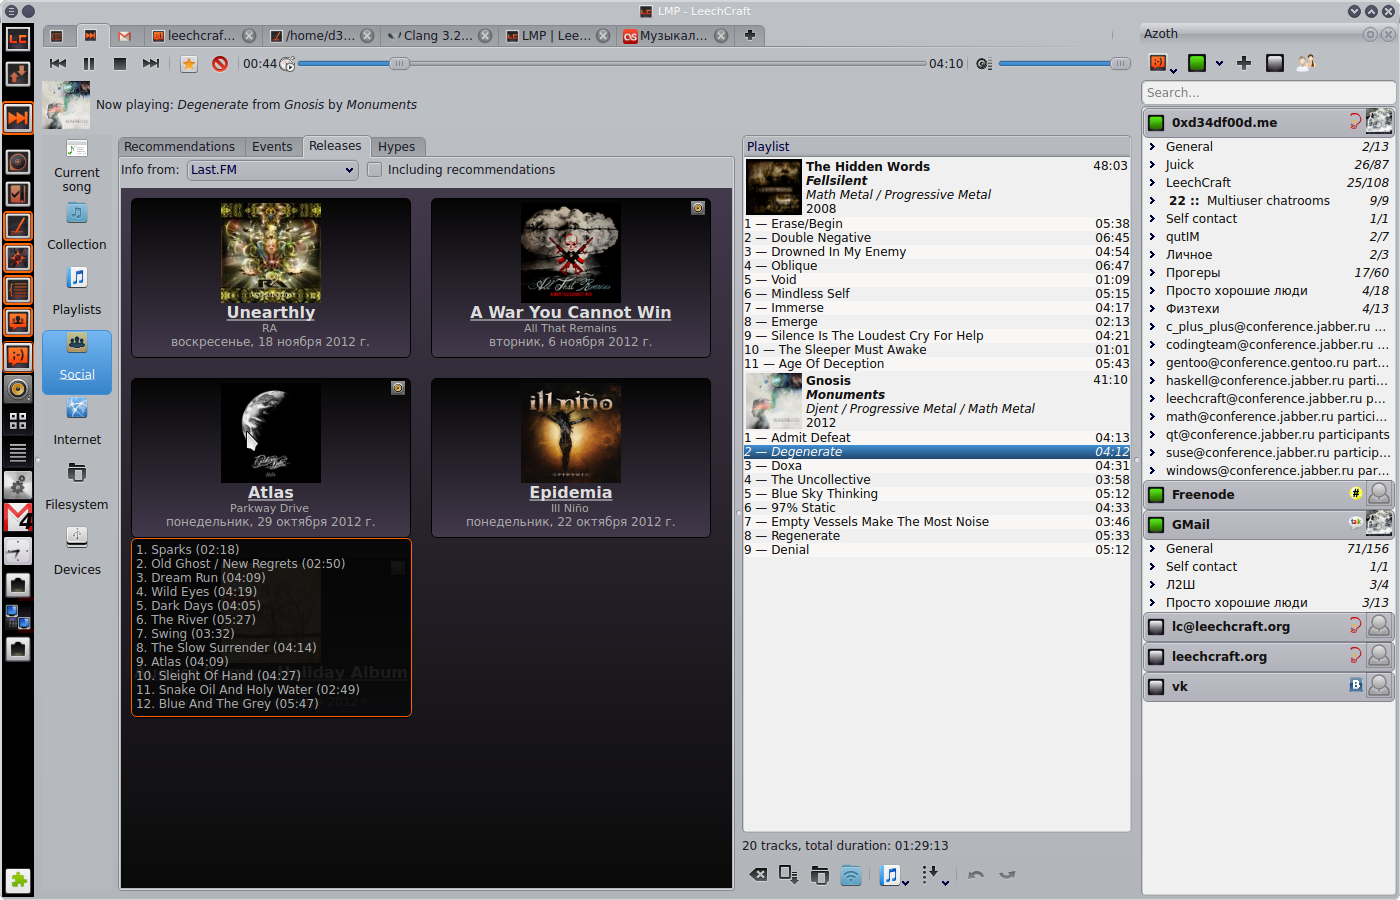 LMP - LeechCraft
leechcraft...
/home/d3...
Clang 3.2...
LMP | Lee...
Музыкал...
00:44
04:10
Now playing: Degenerate from Gnosis by Monuments
Current song
Collection
Playlists
Social
Internet
Filesystem
Devices
Recommendations
Events
Releases
Hypes
Info from:
Last.FM
Including recommendations
Unearthly
RA
воскресенье, 18 ноября 2012 г.
A War You Cannot Win
All That Remains
вторник, 6 ноября 2012 г.
Atlas
Parkway Drive
понедельник, 29 октября 2012 г.
ill niño
Epidemia
Ill Niño
понедельник, 22 октября 2012 г.
1. Sparks (02:18)
2. Old Ghost / New Regrets (02:50)
3. Dream Run (04:09)
4. Wild Eyes (04:19)
5. Dark Days (04:05)
6. The River (05:27)
7. Swing (03:32)
8. The Slow Surrender (04:14)
9. Atlas (04:09)
10. Sleight Of Hand (04:27)
11. Snake Oil And Holy Water (02:49)
12. Blue And The Grey (05:47)
Playlist
The Hidden Words 48:03
Fellsilent
Math Metal / Progressive Metal
2008
1 — Erase/Begin 05:38
2 — Double Negative 06:45
3 — Drowned In My Enemy 04:54
4 — Oblique 06:47
5 — Void 01:09
6 — Mindless Self 05:15
7 — Immerse 04:17
8 — Emerge 02:13
9 — Silence Is The Loudest Cry For Help 04:21
10 — The Sleeper Must Awake 01:01
11 — Age Of Deception 05:43
Gnosis 41:10
Monuments
Djent / Progressive Metal / Math Metal
2012
1 — Admit Defeat 04:13
2 — Degenerate 04:12
3 — Doxa 04:31
4 — The Uncollective 03:58
5 — Blue Sky Thinking 05:12
6 — 97% Static 04:33
7 — Empty Vessels Make The Most Noise 03:46
8 — Regenerate 05:33
9 — Denial 05:12
20 tracks, total duration: 01:29:13
Azoth
Search...
0xd34df00d.me
General 2/13
Juick 26/87
LeechCraft 25/108
22 :: Multiuser chatrooms 9/9
Self contact 1/1
qutIM 2/7
Личное 2/3
Прогеры 17/60
Просто хорошие люди 4/18
Физтехи 4/13
c_plus_plus@conference.jabber.ru ...
codingteam@conference.jabber.ru ...
gentoo@conference.gentoo.ru part...
haskell@conference.jabber.ru parti...
leechcraft@conference.jabber.ru p...
math@conference.jabber.ru partici...
qt@conference.jabber.ru participants
suse@conference.jabber.ru particip...
windows@conference.jabber.ru par...
Freenode
GMail
General 71/156
Self contact 1/1
Л2Ш 3/4
Просто хорошие люди 3/13
lc@leechcraft.org
leechcraft.org
vk